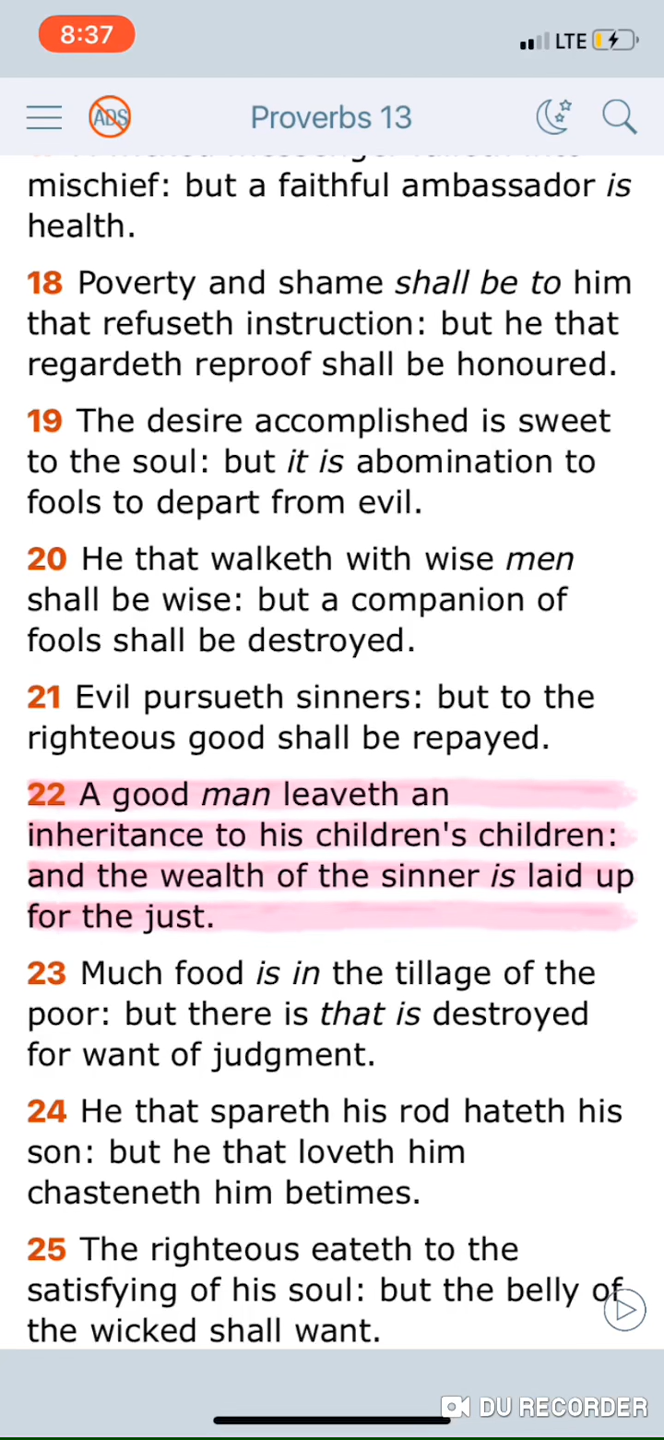 8:37
LTE
ADS
Proverbs 13
mischief: but a faithful ambassador is
health.
18 Poverty and shame shall be to him
that refuseth instruction: but he that
regardeth reproof shall be honoured.
19 The desire accomplished is sweet
to the soul: but it is abomination to
fools to depart from evil.
20 He that walketh with wise men
shall be wise: but a companion of
fools shall be destroyed.
21 Evil pursueth sinners: but to the
righteous good shall be repayed.
22 A good man leaveth an
inheritance to his children's children:
and the wealth of the sinner is laid up
for the just.
23 Much food is in the tillage of the
poor: but there is that is destroyed
for want of judgment.
24 He that spareth his rod hateth his
son: but he that loveth him
chasteneth him betimes.
25 The righteous eateth to the
satisfying of his soul: but the belly of
the wicked shall want.
DU RECORDER